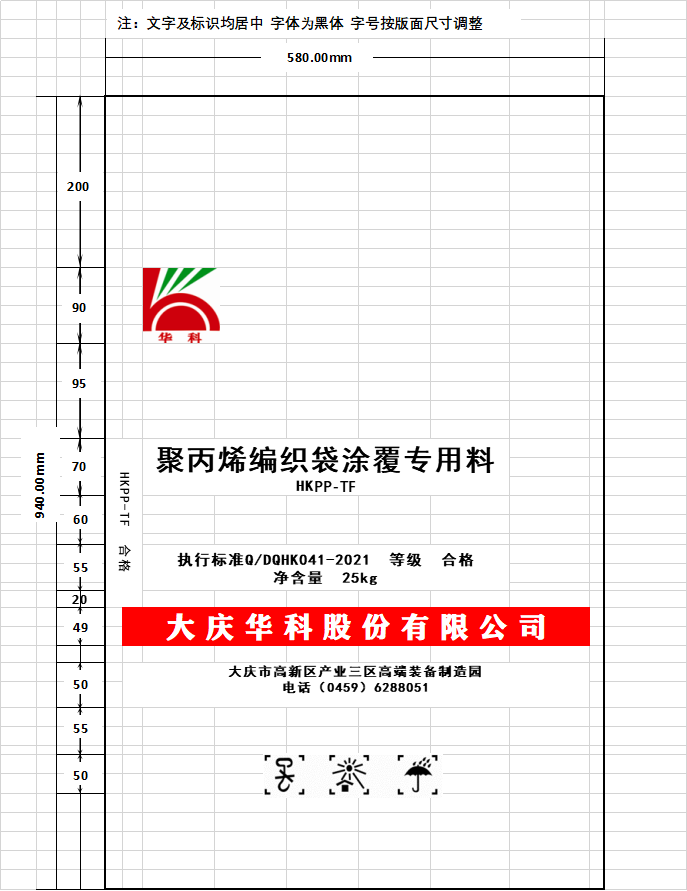 注：文字及标识均居中 字体为黑体 字号按版面尺寸调整
580.00mm
200
90
华 科
95
940.00mm
70
聚丙烯编织袋涂覆专用料
HKPP-TF
HKPP-TF 合格
60
55
执行标准Q/DQHK041-2021 等级 合格
净含量 25kg
20
49
大庆华科股份有限公司
50
大庆市高新区产业三区高端装备制造园
电话（0459）6288051
55
50